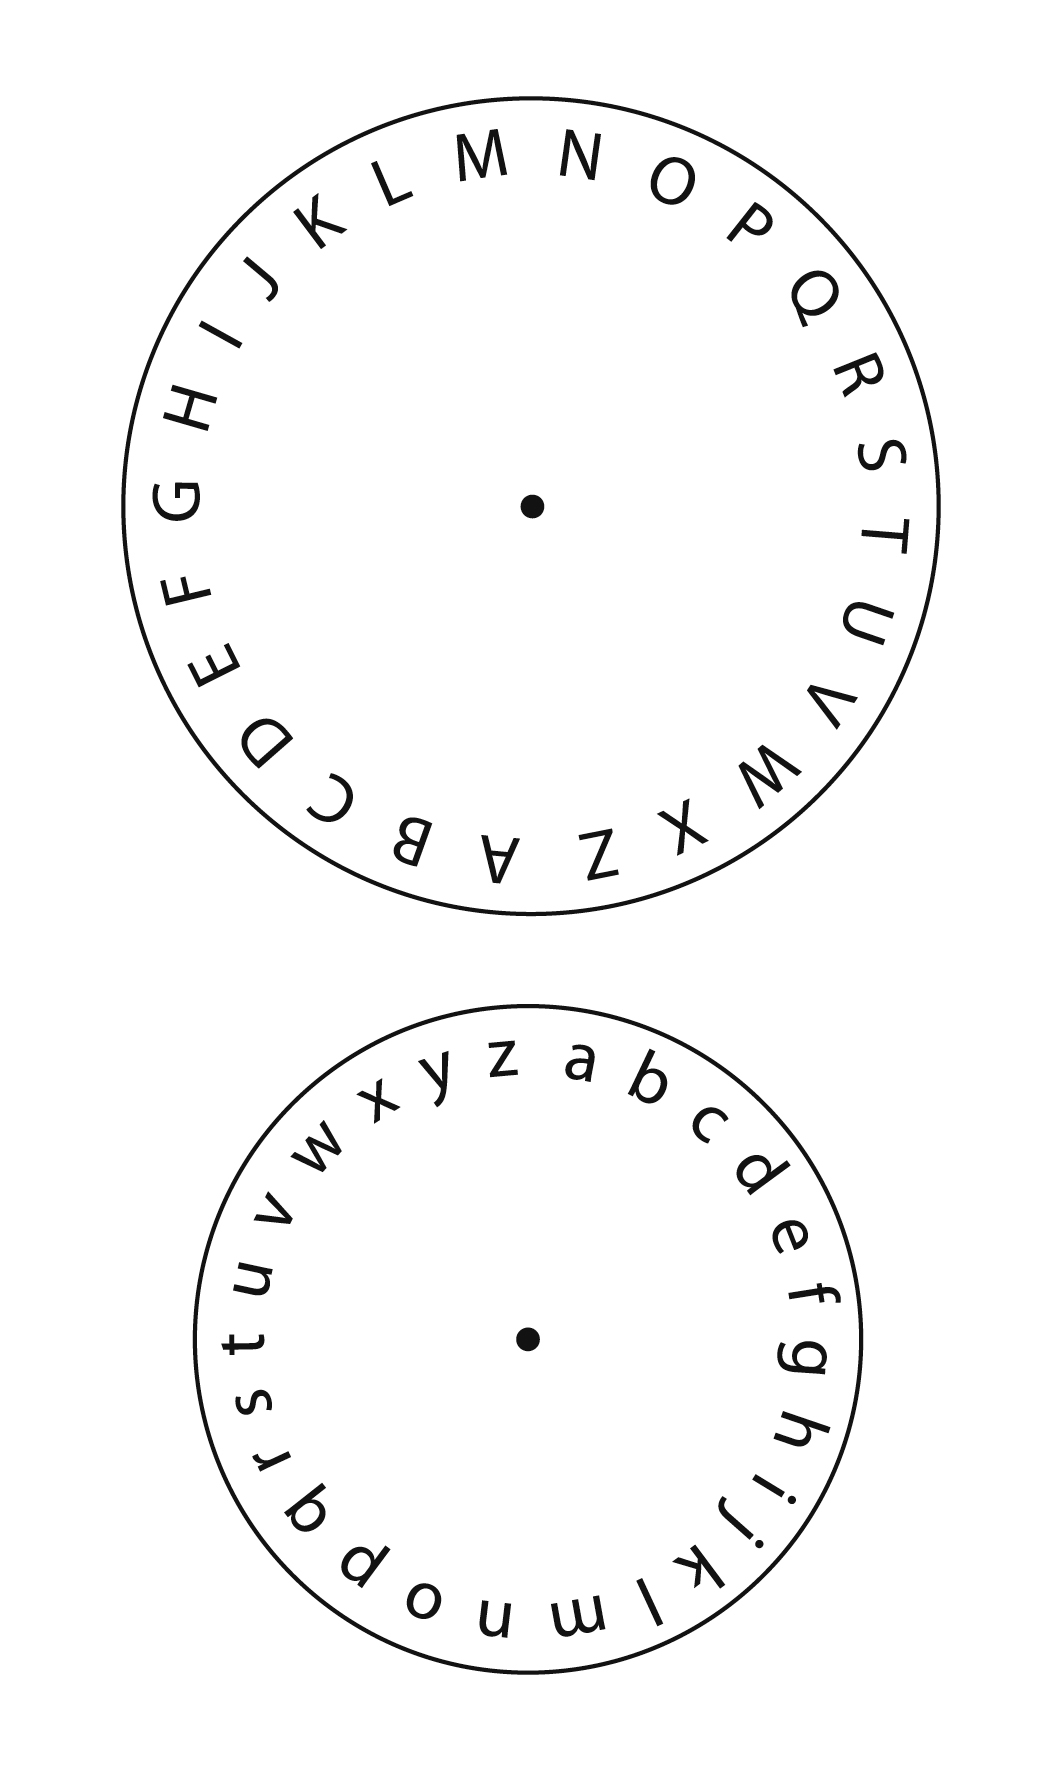 A B C D E F G H I J K L M N O P Q R S T U V W X Z
a b c d e f g h i j k l m n o p q r s t u v w x y z